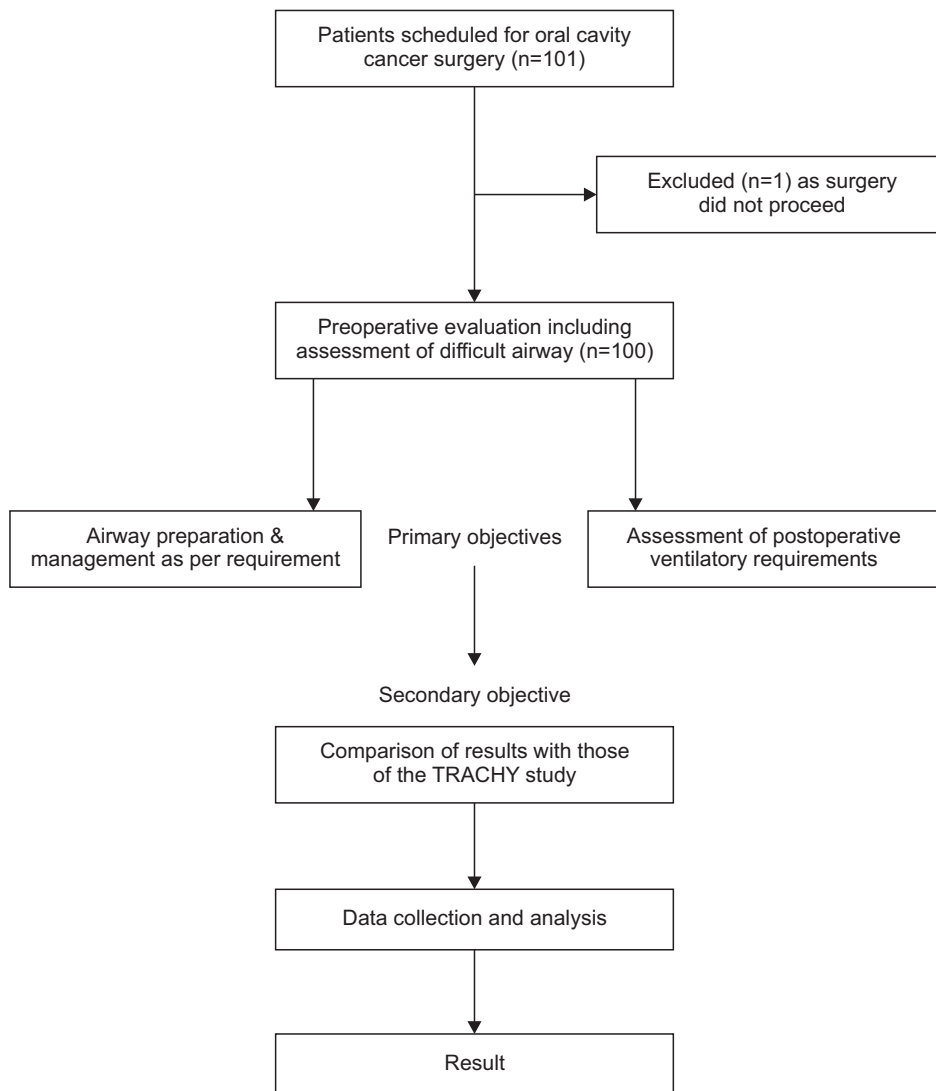 Patients scheduled for oral cavity
cancer surgery (n=101)
Excluded (n=1) as surgery
did not proceed
Preoperative evaluation including
assessment of difficult airway (n=100)
Airway preparation &
management as per requirement
Primary objectives
Assessment of postoperative
ventilatory requirements
Secondary objective
Comparison of results with those
of the TRACHY study
Data collection and analysis
Result